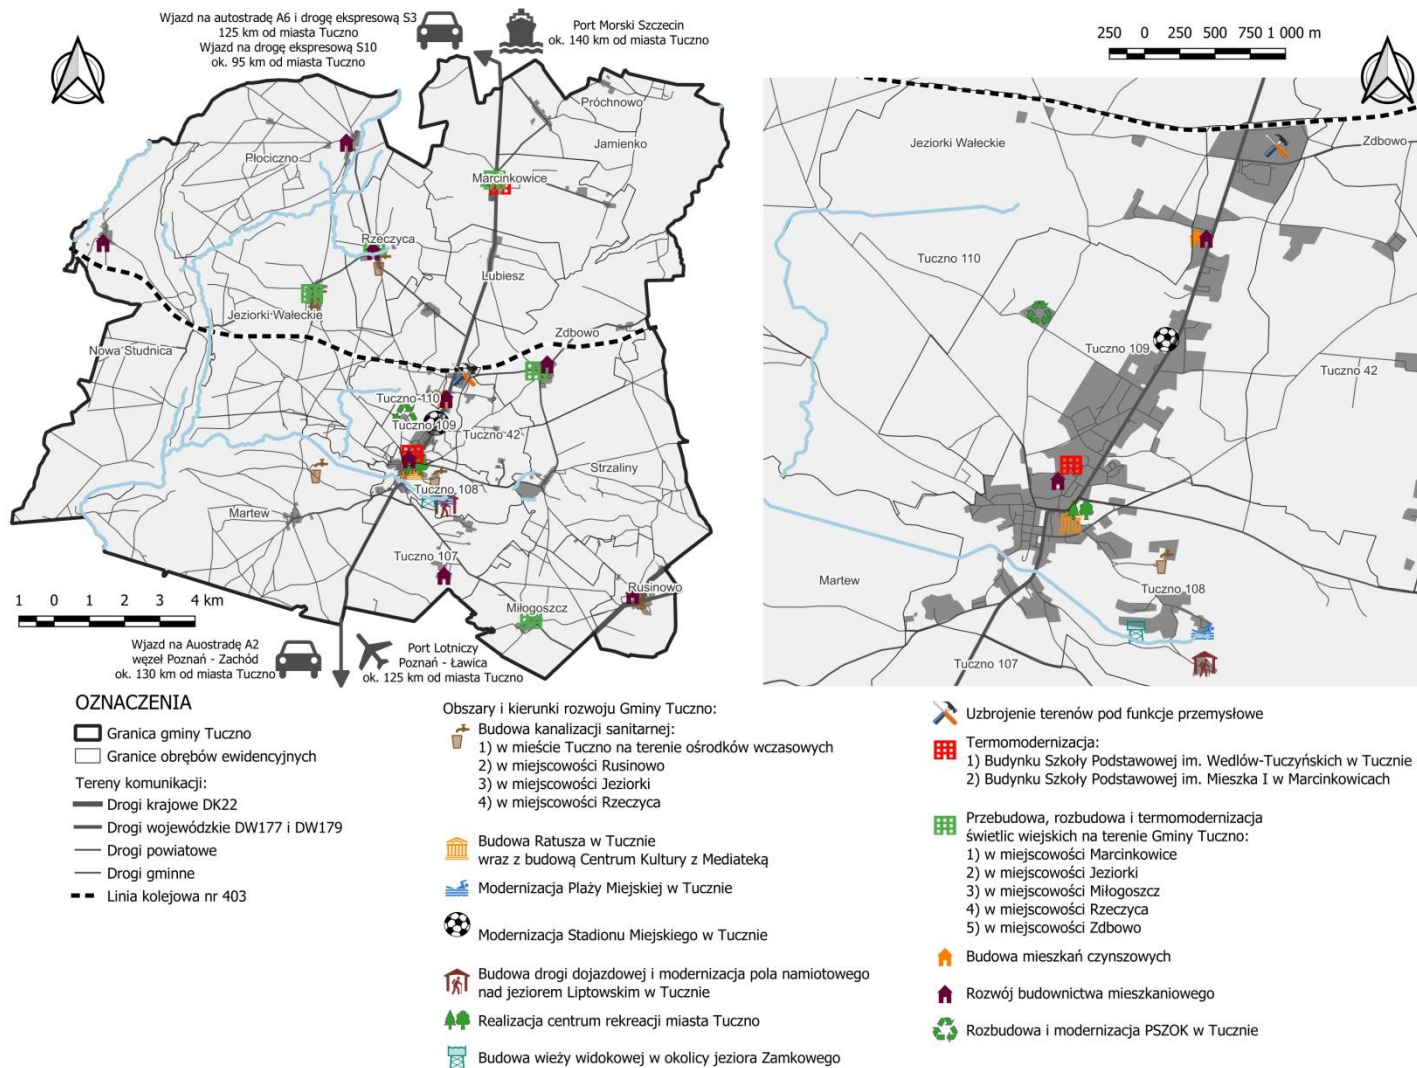 Wjazd na autostradę A6 i drogę ekspresową S3
125 km od miasta Tuczno
Wjazd na drogę ekspresową S10
ok. 95 km od miasta Tuczno
Port Morski Szczecin
ok. 140 km od miasta Tuczno
Próchnowo
Jamienko
Płociczno
Marcinkowice
Rzeczyca
Lubiesz
Jeziorki Wałeckie
Zdbowo
Nowa Studnica
Tuczno 110
Tuczno 109
Tuczno 42
Strzaliny
Tuczno 108
Martew
Tuczno 107
Rusinowo
Miłogoszcz
1 0 1 2 3 4 km
Wjazd na Auostradę A2
węzeł Poznań - Zachód
ok. 130 km od miasta Tuczno
Port Lotniczy
Poznań - Ławica
ok. 125 km od miasta Tuczno
250 0 250 500 750 1 000 m
Jeziorki Wałeckie
Zdbowo
Tuczno 110
Tuczno 109
Tuczno 42
Martew
Tuczno 108
Tuczno 107
OZNACZENIA
Granica gminy Tuczno
Granice obrębów ewidencyjnych
Tereny komunikacji:
Drogi krajowe DK22
Drogi wojewódzkie DW177 i DW179
Drogi powiatowe
Drogi gminne
Linia kolejowa nr 403
Obszary i kierunki rozwoju Gminy Tuczno:
Budowa kanalizacji sanitarnej:
1) w mieście Tuczno na terenie ośrodków wczasowych
2) w miejscowości Rusinowo
3) w miejscowości Jeziorki
4) w miejscowości Rzeczyca
Budowa Ratusza w Tucznie
wraz z budową Centrum Kultury z Mediateką
Modernizacja Plaży Miejskiej w Tucznie
Modernizacja Stadionu Miejskiego w Tucznie
Budowa drogi dojazdowej i modernizacja pola namiotowego
nad jeziorem Liptowskim w Tucznie
Realizacja centrum rekreacji miasta Tuczno
Budowa wieży widokowej w okolicy jeziora Zamkowego
Uzbrojenie terenów pod funkcje przemysłowe
Termomodernizacja:
1) Budynku Szkoły Podstawowej im. Wedlów-Tuczyńskich w Tucznie
2) Budynku Szkoły Podstawowej im. Mieszka I w Marcinkowicach
Przebudowa, rozbudowa i termomodernizacja
świetlic wiejskich na terenie Gminy Tuczno:
1) w miejscowości Marcinkowice
2) w miejscowości Jeziorki
3) w miejscowości Miłogoszcz
4) w miejscowości Rzeczyca
5) w miejscowości Zdbowo
Budowa mieszkań czynszowych
Rozwój budownictwa mieszkaniowego
Rozbudowa i modernizacja PSZOK w Tucznie